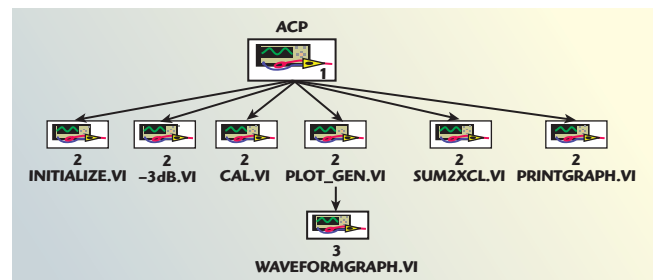 ACP
1
2 2 2 2 2 2
INITIALIZE.VI –3dB.VI CAL.VI PLOT_GEN.VI SUM2XCL.VI PRINTGRAPH.VI
3
WAVEFORMGRAPH.VI